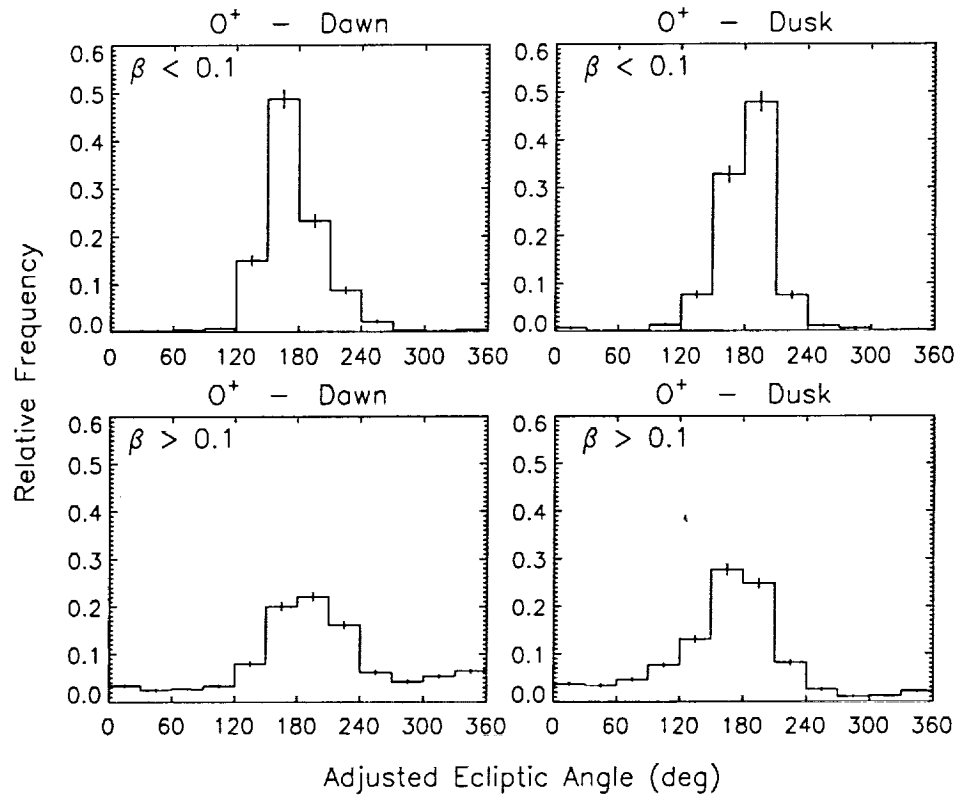 O+ – Dawn
O+ – Dusk
β < 0.1
β < 0.1
0.6
0.5
0.4
0.3
0.2
0.1
0.0
0.6
0.5
0.4
0.3
0.2
0.1
0.0
0 60 120 180 240 300 360
0 60 120 180 240 300 360
O+ – Dawn
O+ – Dusk
β > 0.1
β > 0.1
0.6
0.5
0.4
0.3
0.2
0.1
0.0
0.6
0.5
0.4
0.3
0.2
0.1
0.0
0 60 120 180 240 300 360
0 60 120 180 240 300 360
Relative Frequency
Adjusted Ecliptic Angle (deg)